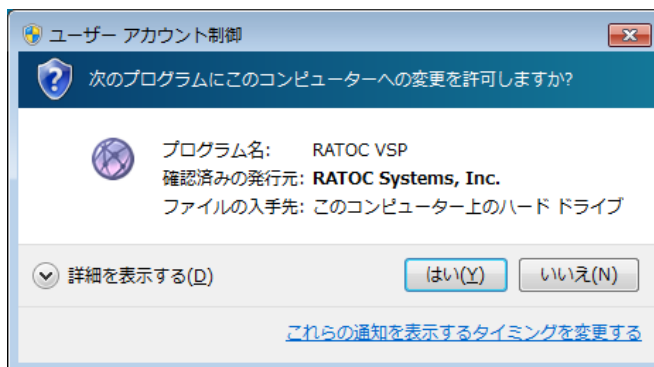 ユーザー アカウント制御
次のプログラムにこのコンピューターへの変更を許可しますか?
プログラム名: RATOC VSP
確認済みの発行元: RATOC Systems, Inc.
ファイルの入手先: このコンピューター上のハード ドライブ
詳細を表示する(D) はい(Y) いいえ(N)
これらの通知を表示するタイミングを変更する